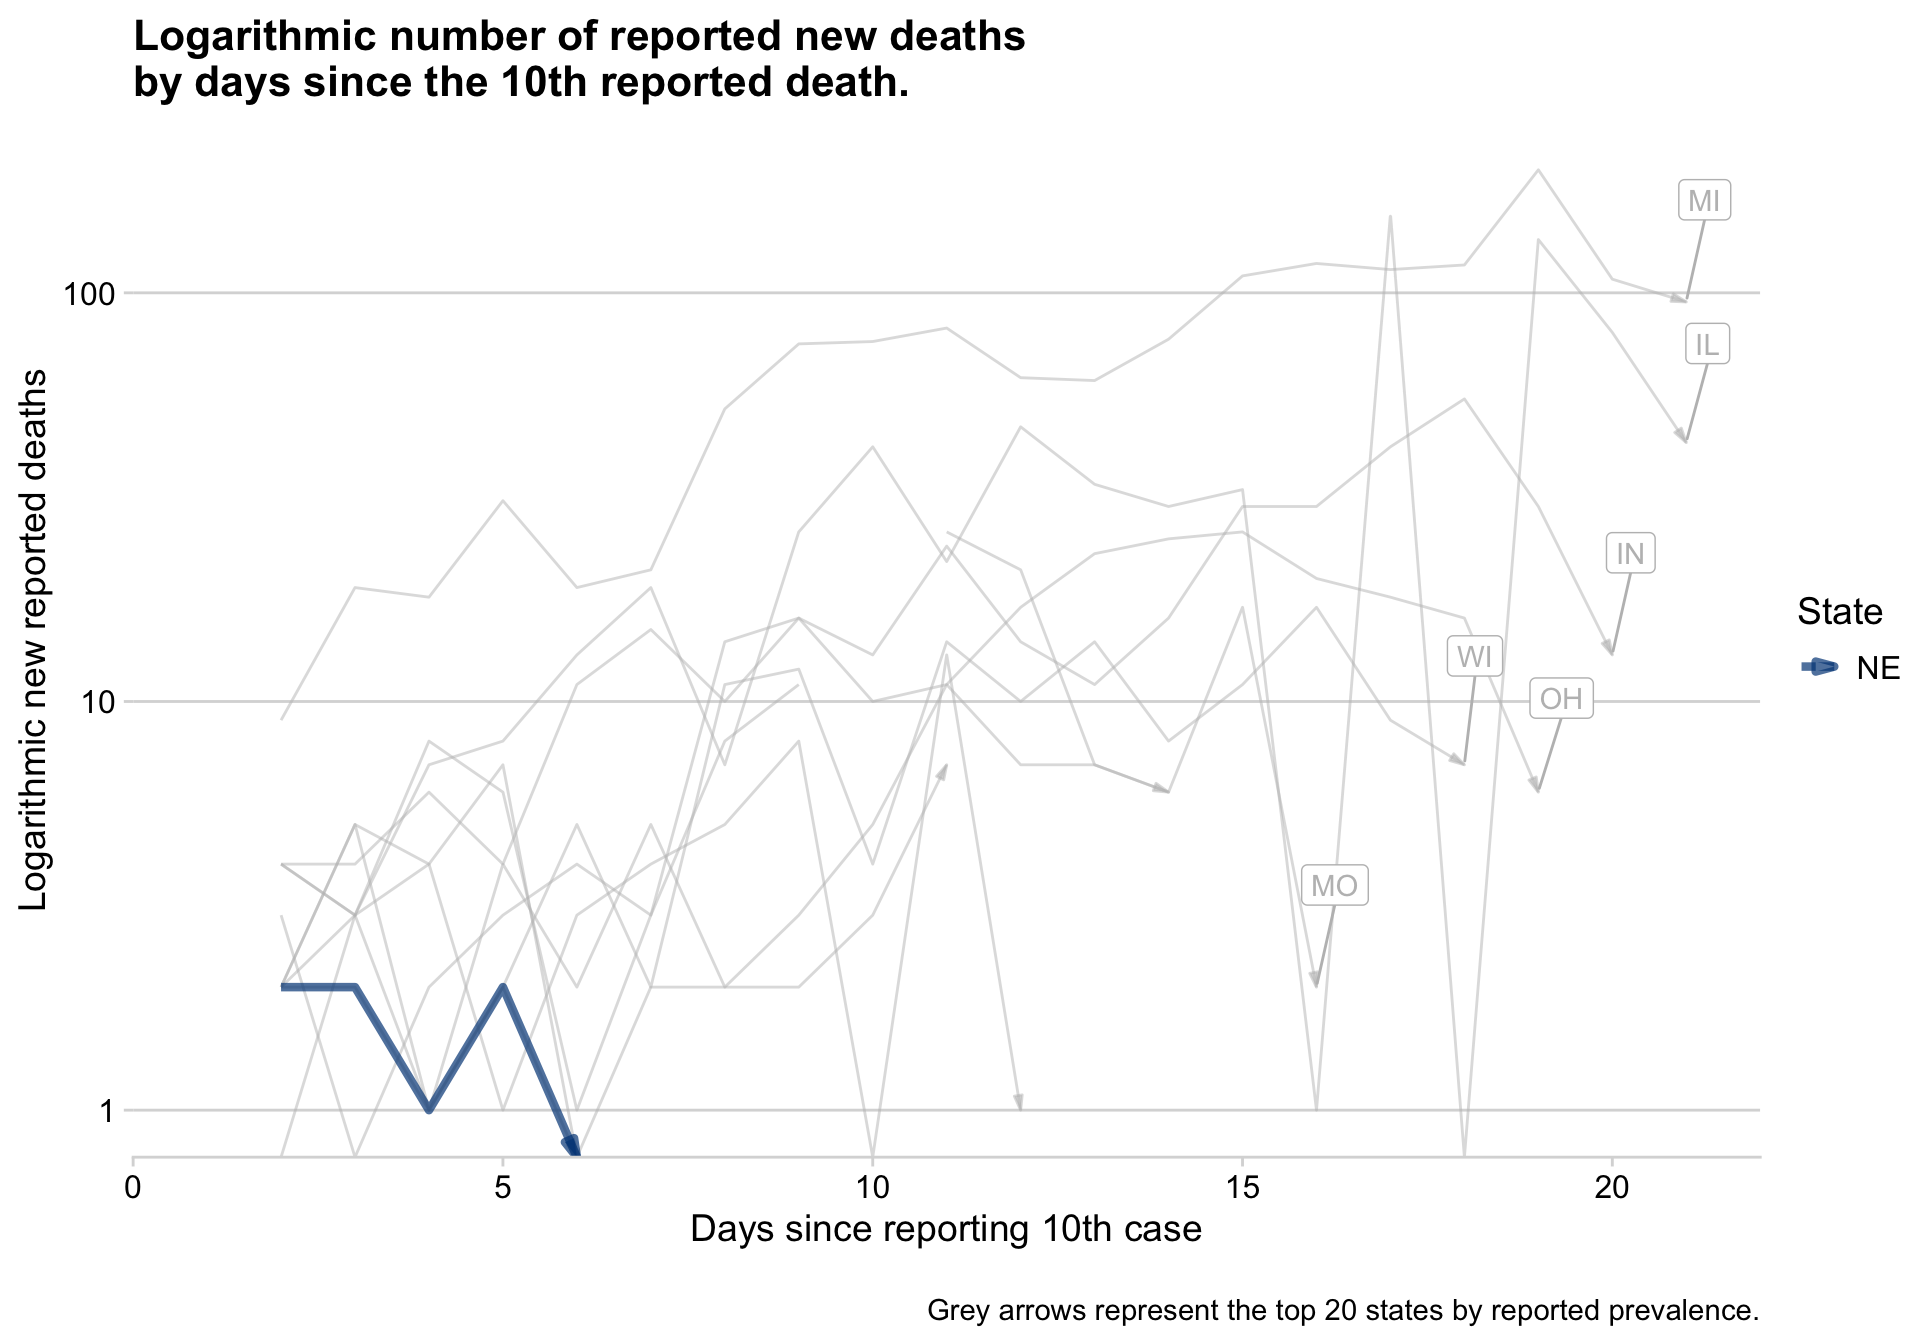 Logarithmic number of reported new deaths
by days since the 10th reported death.
Logarithmic new reported deaths
100
10
1
MI
IL
IN
WI
OH
MO
State
NE
0
5
10
15
20
Days since reporting 10th case
Grey arrows represent the top 20 states by reported prevalence.